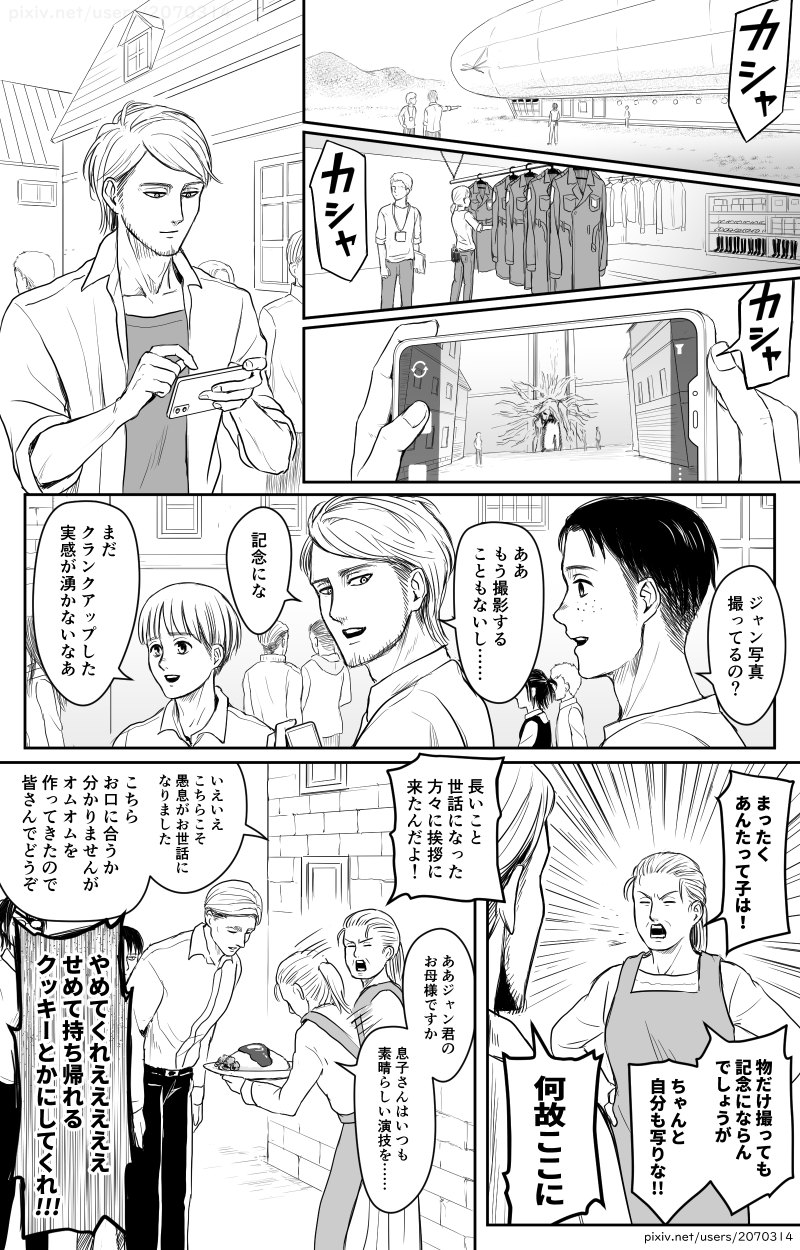 pixiv.net/users/2070314
カシャ
カシャ
カシャ
ジャン写真
撮ってるの？
ああ
もう撮影する
こともないし……
記念にな
まだ
クランクアップした
実感が湧かないなあ
まったく
あんたって子は！
物だけ撮っても
記念にならん
でしょうが
ちゃんと
自分も写りな!!
何故ここに
長いこと
世話になった
方々に挨拶に
来たんだよ！
ああジャン君の
お母様ですか
息子さんはいつも
素晴らしい演技を……
いえいえ
こちらこそ
愚息がお世話に
なりました
こちら
お口に合うか
分かりませんが
オムオムを
作ってきたので
皆さんでどうぞ
やめてくれえええええ
せめて持ち帰れる
クッキーとかにしてくれ!!!
pixiv.net/users/2070314